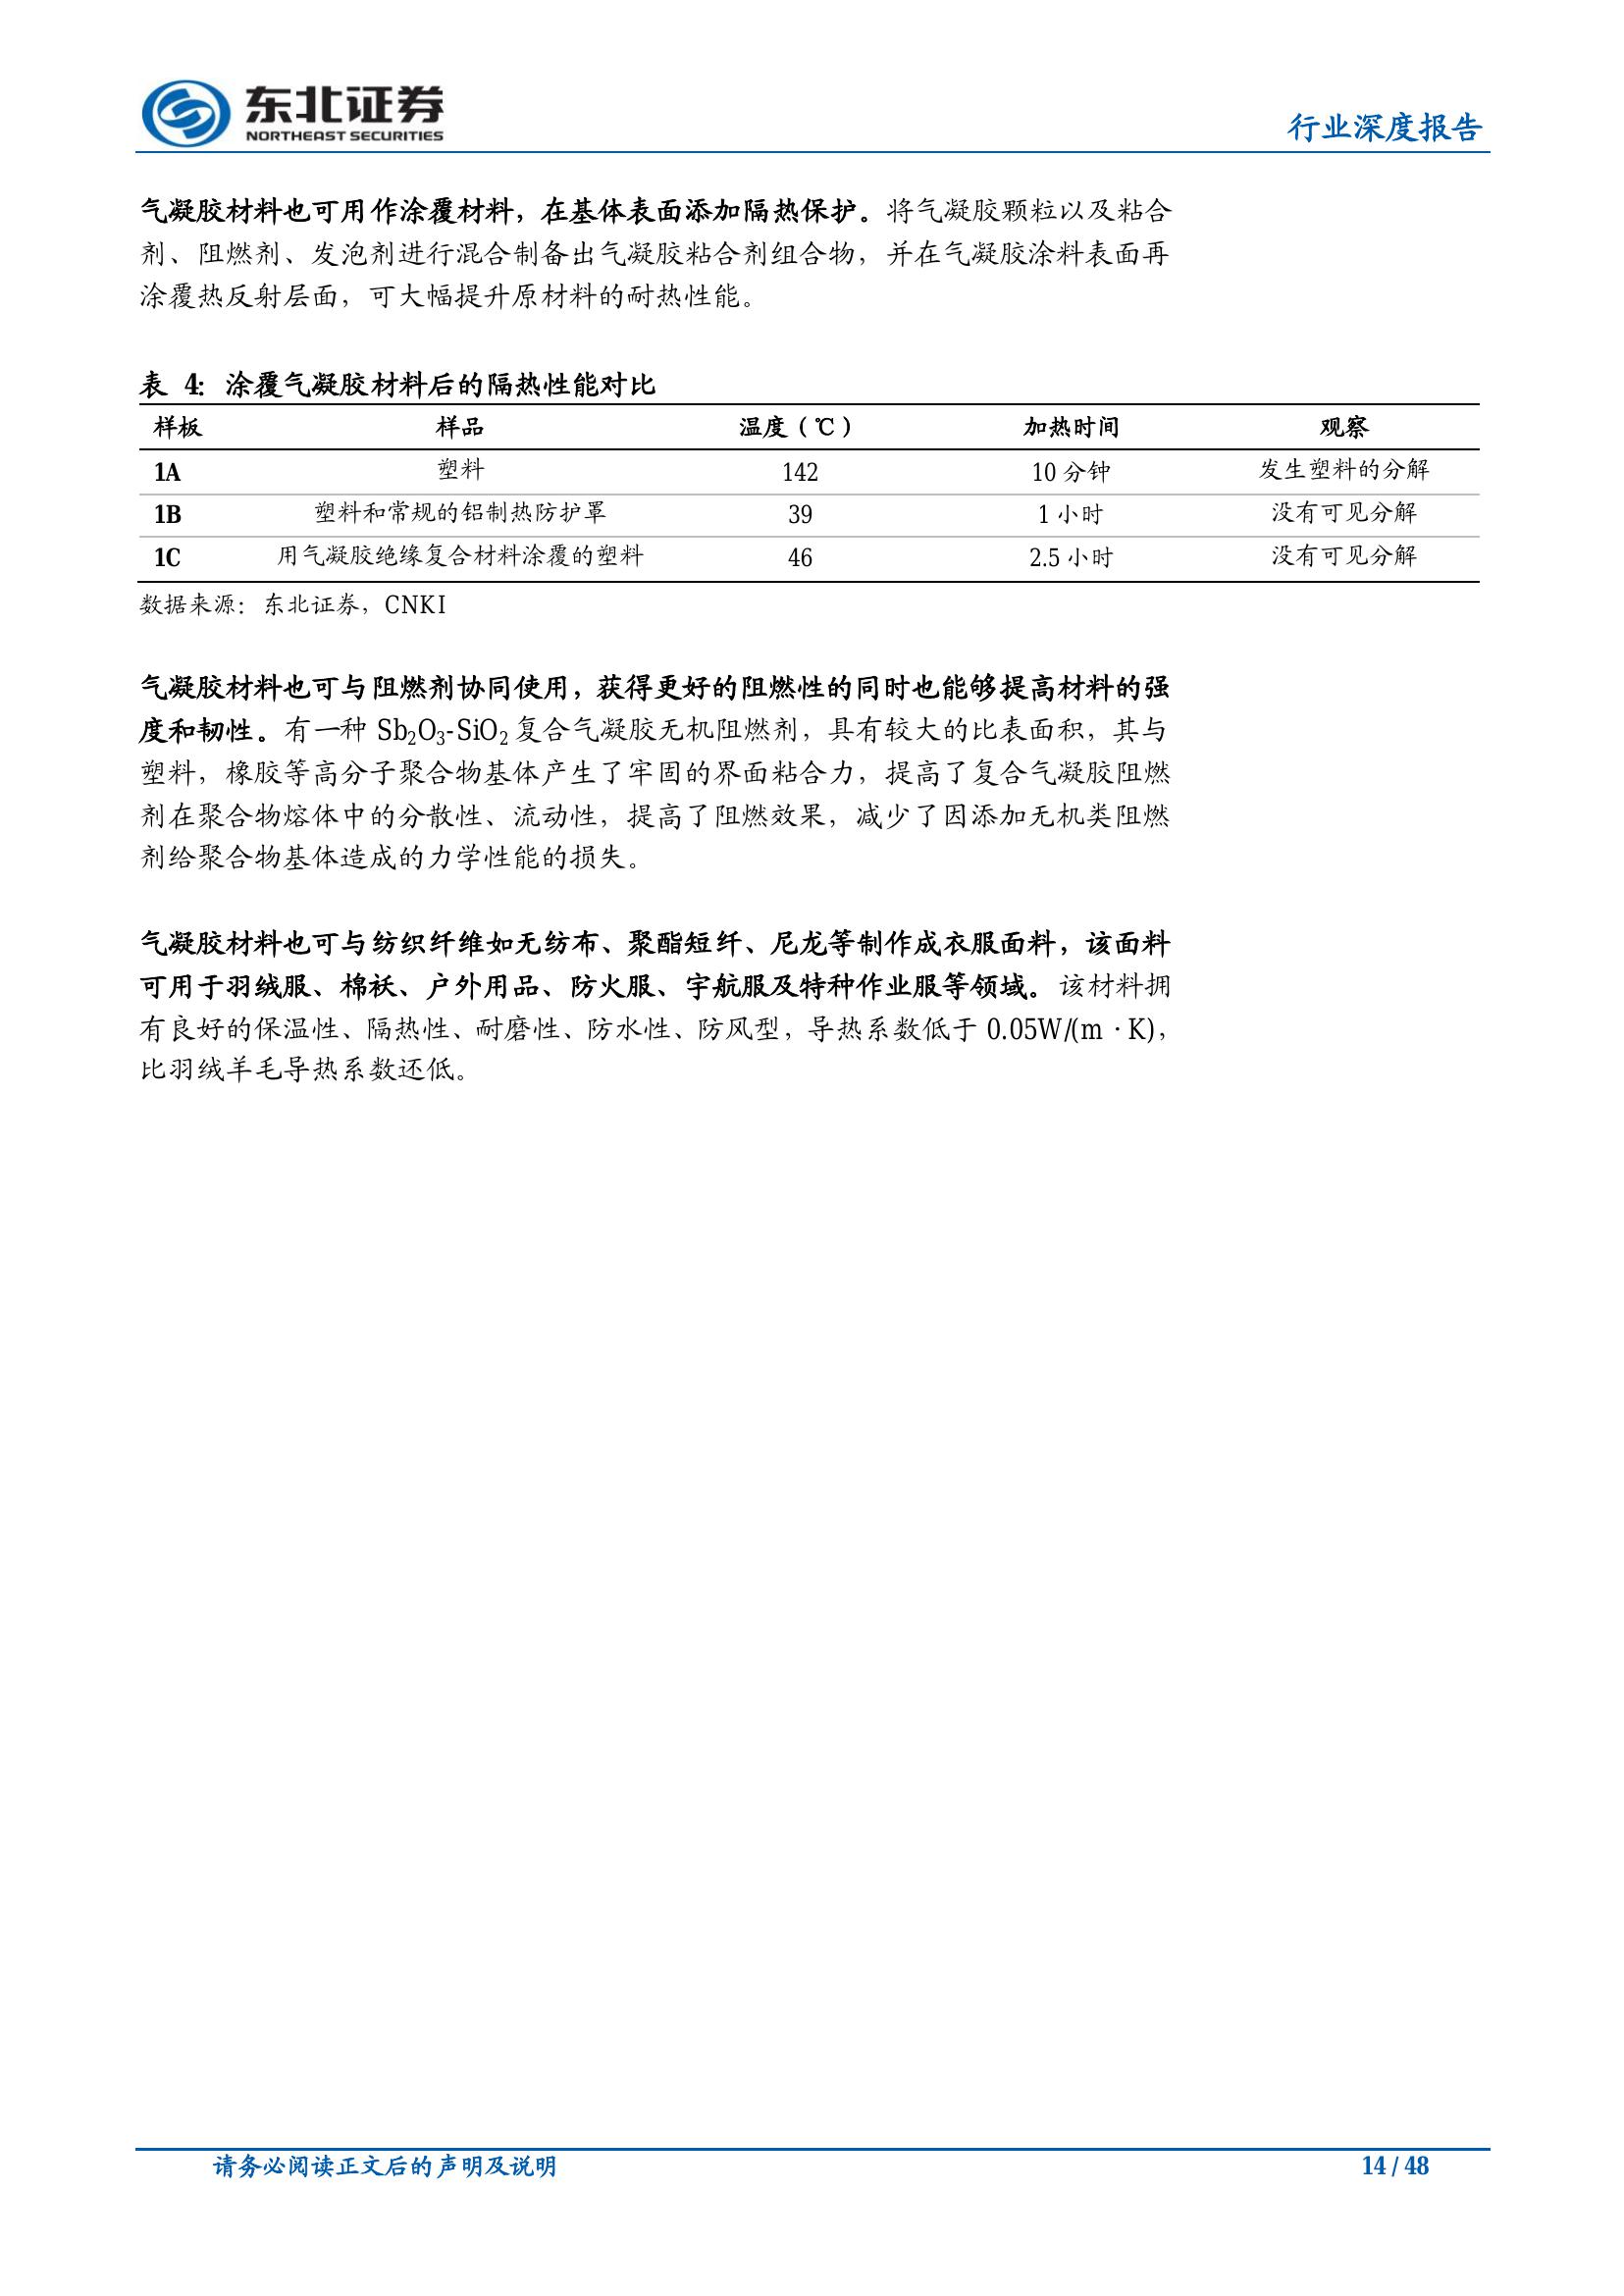 东北证券
NORTHEAST SECURITIES
行业深度报告
气凝胶材料也可用作涂覆材料，在基体表面添加隔热保护。将气凝胶颗粒以及粘合
剂、阻燃剂、发泡剂进行混合制备出气凝胶粘合剂组合物，并在气凝胶涂料表面再
涂覆热反射层面，可大幅提升原材料的耐热性能。
表 4：涂覆气凝胶材料后的隔热性能对比
样板 样品 温度（℃） 加热时间 观察
1A 塑料 142 10 分钟 发生塑料的分解
1B 塑料和常规的铝制热防护罩 39 1 小时 没有可见分解
1C 用气凝胶绝缘复合材料涂覆的塑料 46 2.5 小时 没有可见分解
数据来源：东北证券，CNKI
气凝胶材料也可与阻燃剂协同使用，获得更好的阻燃性的同时也能够提高材料的强
度和韧性。有一种 Sb₂O₃-SiO₂ 复合气凝胶无机阻燃剂，具有较大的比表面积，其与
塑料，橡胶等高分子聚合物基体产生了牢固的界面粘合力，提高了复合气凝胶阻燃
剂在聚合物熔体中的分散性、流动性，提高了阻燃效果，减少了因添加无机类阻燃
剂给聚合物基体造成的力学性能的损失。
气凝胶材料也可与纺织纤维如无纺布、聚酯短纤、尼龙等制作成衣服面料，该面料
可用于羽绒服、棉袄、户外用品、防火服、宇航服及特种作业服等领域。该材料拥
有良好的保温性、隔热性、耐磨性、防水性、防风型，导热系数低于 0.05W/(m · K)，
比羽绒羊毛导热系数还低。
请务必阅读正文后的声明及说明
14 / 48